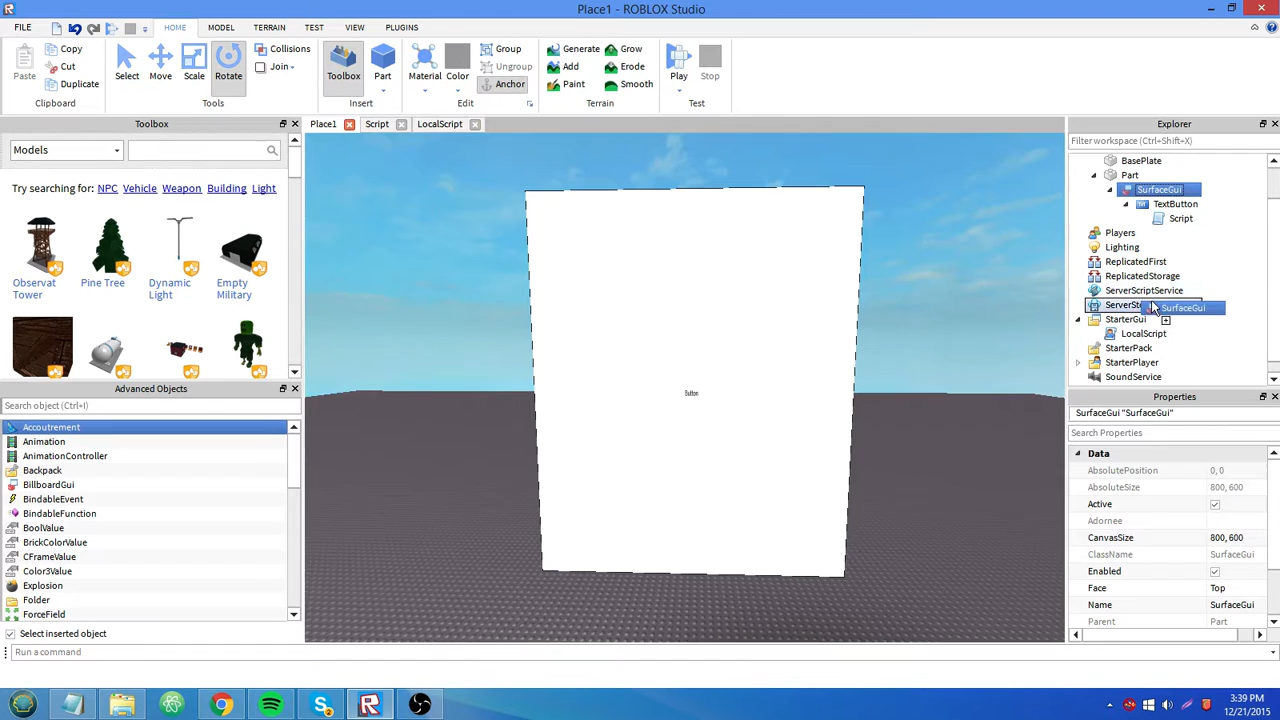 Place1 - ROBLOX Studio
FILE
HOME
MODEL
TERRAIN
TEST
VIEW
PLUGINS
Paste
Copy
Cut
Duplicate
Clipboard
Select
Move
Scale
Rotate
Collisions
Join
Tools
Toolbox
Part
Insert
Material
Color
Group
Ungroup
Anchor
Edit
Generate
Grow
Add
Erode
Paint
Smooth
Terrain
Play
Stop
Test
Toolbox
Models
Try searching for: NPC Vehicle Weapon Building Light
Observat Tower
Pine Tree
Dynamic Light
Empty Military
Advanced Objects
Search object (Ctrl+I)
Accoutrement
Animation
AnimationController
Backpack
BillboardGui
BindableEvent
BindableFunction
BoolValue
BrickColorValue
CFrameValue
Color3Value
Explosion
Folder
ForceField
Select inserted object
Run a command
Place1
Script
LocalScript
Button
Explorer
Filter workspace (Ctrl+Shift+X)
BasePlate
Part
SurfaceGui
TextButton
Script
Players
Lighting
ReplicatedFirst
ReplicatedStorage
ServerScriptService
ServerSto
SurfaceGui
StarterGui
LocalScript
StarterPack
StarterPlayer
SoundService
Properties
SurfaceGui "SurfaceGui"
Search Properties
Data
AbsolutePosition 0, 0
AbsoluteSize 800, 600
Active
Adornee
CanvasSize 800, 600
ClassName SurfaceGui
Enabled
Face Top
Name SurfaceGui
Parent Part
3:39 PM
12/21/2015